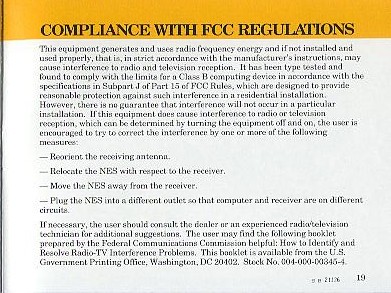 COMPLIANCE WITH FCC REGULATIONS
This equipment generates and uses radio frequency energy and if not installed and
used properly, that is, in strict accordance with the manufacturer's instructions, may
cause interference to radio and television reception. It has been type tested and
found to comply with the limits for a Class B computing device in accordance with the
specifications in Subpart J of Part 15 of FCC Rules, which are designed to provide
reasonable protection against such interference in a residential installation.
However, there is no guarantee that interference will not occur in a particular
installation. If this equipment does cause interference to radio or television
reception, which can be determined by turning the equipment off and on, the user is
encouraged to try to correct the interference by one or more of the following
measures:
— Reorient the receiving antenna.
— Relocate the NES with respect to the receiver.
— Move the NES away from the receiver.
— Plug the NES into a different outlet so that computer and receiver are on different
circuits.
If necessary, the user should consult the dealer or an experienced radio/television
technician for additional suggestions. The user may find the following booklet
prepared by the Federal Communications Commission helpful: How to Identify and
Resolve Radio-TV Interference Problems. This booklet is available from the U.S.
Government Printing Office, Washington, DC 20402. Stock No. 004-000-00345-4.
19